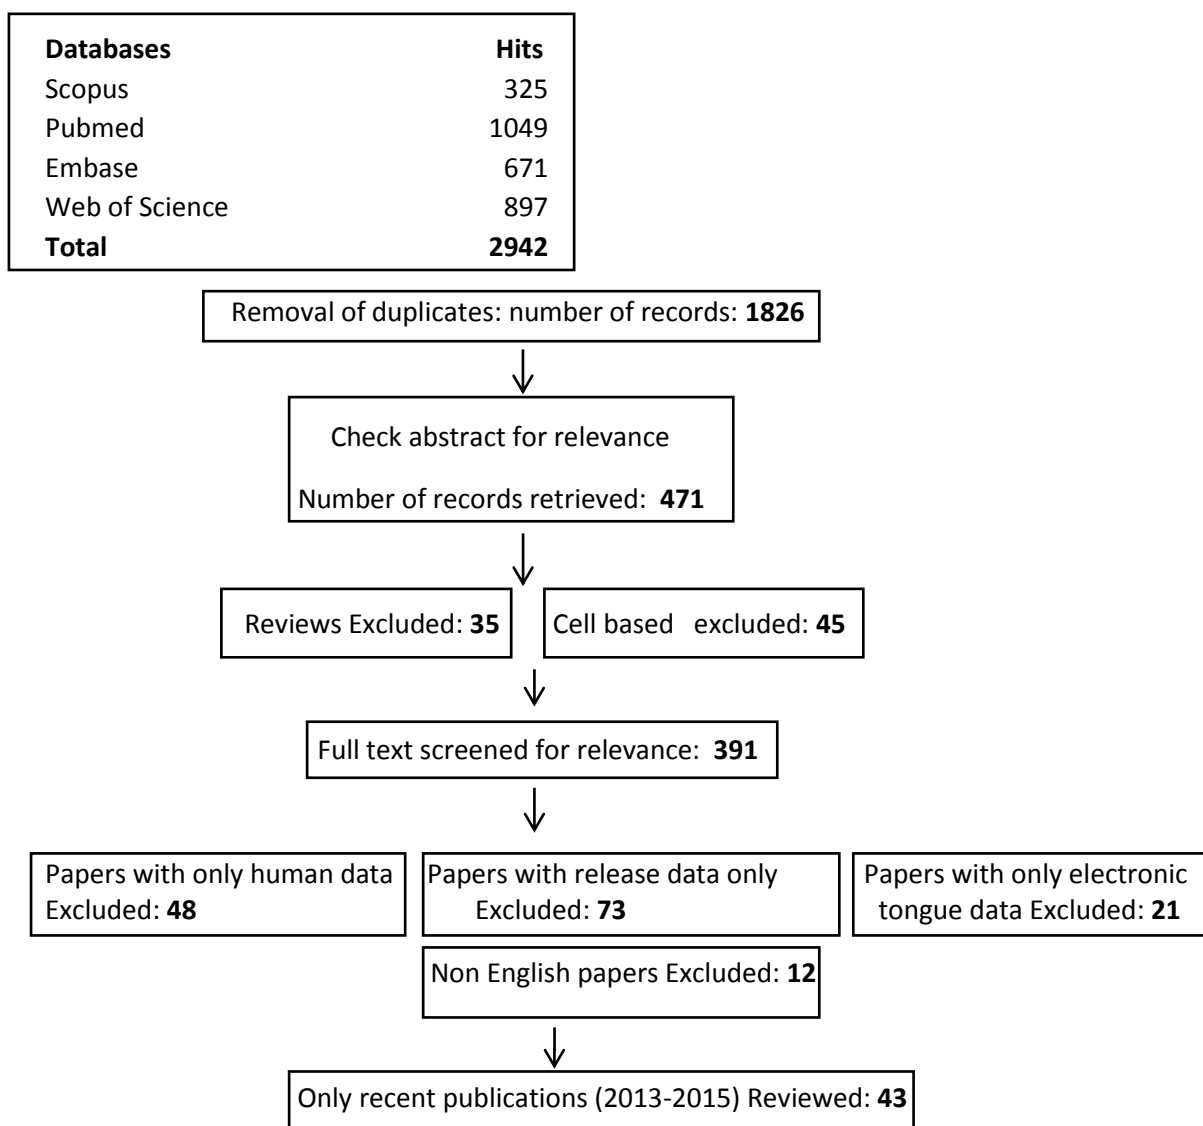 Databases Hits
Scopus 325
Pubmed 1049
Embase 671
Web of Science 897
Total 2942
Removal of duplicates: number of records: 1826
Check abstract for relevance
Number of records retrieved: 471
Reviews Excluded: 35
Cell based excluded: 45
Full text screened for relevance: 391
Papers with only human data
Excluded: 48
Papers with release data only
Excluded: 73
Papers with only electronic
tongue data Excluded: 21
Non English papers Excluded: 12
Only recent publications (2013-2015) Reviewed: 43